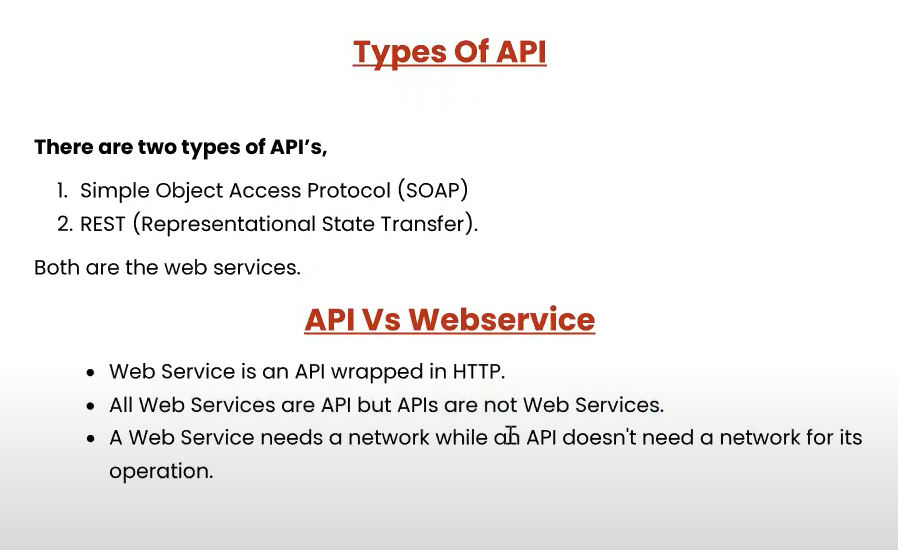 Types Of API
There are two types of API’s,
1. Simple Object Access Protocol (SOAP)
2. REST (Representational State Transfer).
Both are the web services.
API Vs Webservice
• Web Service is an API wrapped in HTTP.
• All Web Services are API but APIs are not Web Services.
• A Web Service needs a network while an API doesn't need a network for its
operation.